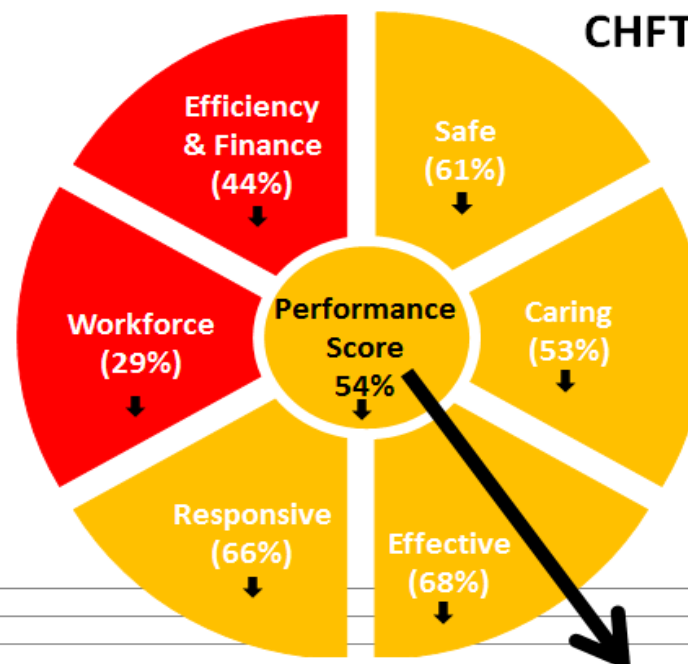 CHFT
Efficiency
& Finance
(44%)
Safe
(61%)
Workforce
(29%)
Performance
Score
54%
Caring
(53%)
Responsive
(66%)
Effective
(68%)